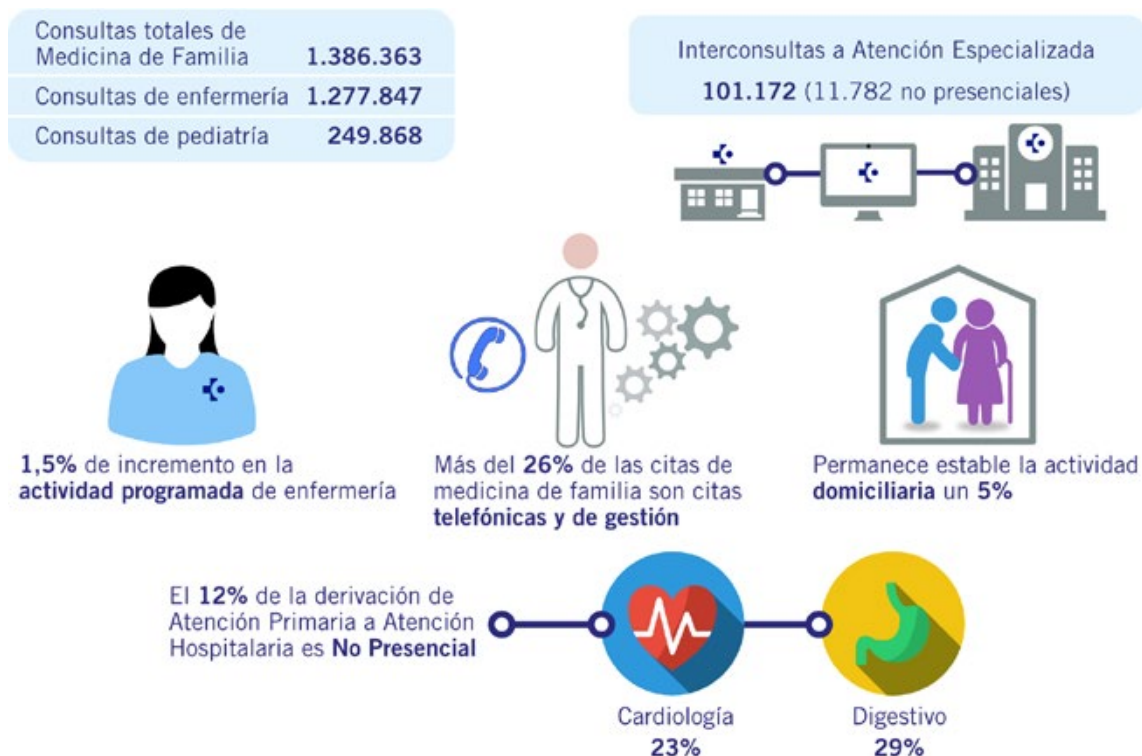 Consultas totales de
Medicina de Familia 1.386.363
Consultas de enfermería 1.277.847
Consultas de pediatría 249.868
Interconsultas a Atención Especializada
101.172 (11.782 no presenciales)
1,5% de incremento en la
actividad programada de enfermería
Más del 26% de las citas de
medicina de familia son citas
telefónicas y de gestión
Permanece estable la actividad
domiciliaria un 5%
El 12% de la derivación de
Atención Primaria a Atención
Hospitalaria es No Presencial
Cardiología
23%
Digestivo
29%